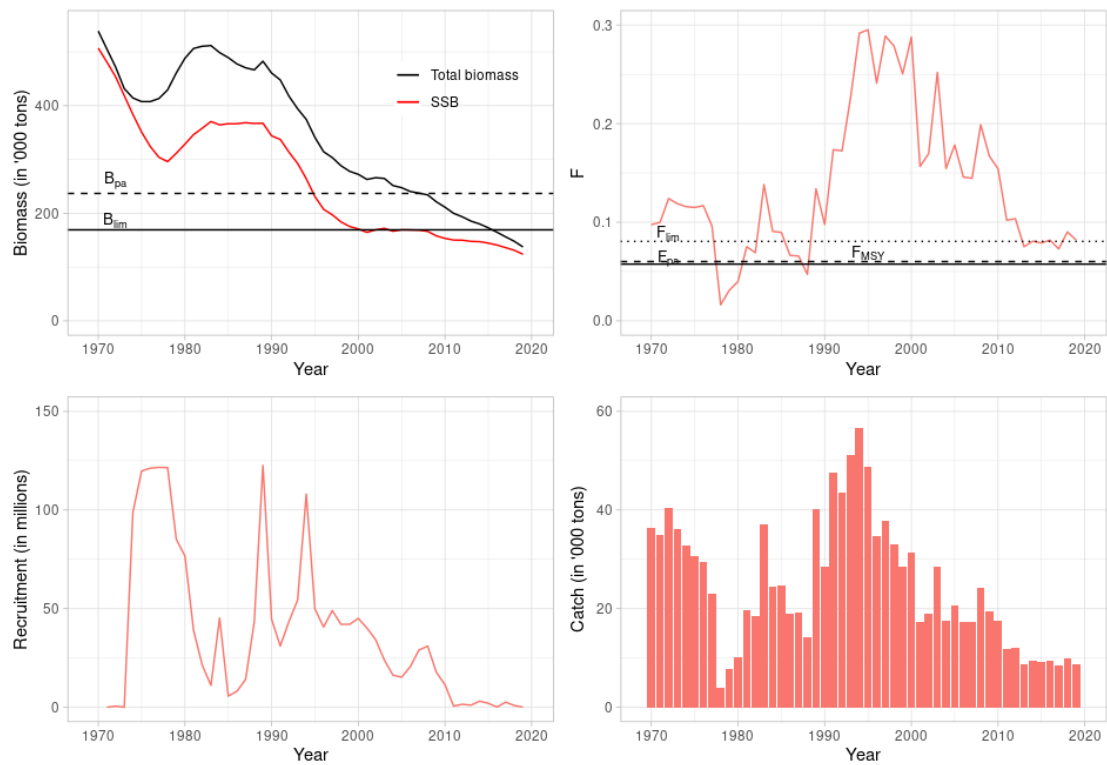 Biomass (in '000 tons)
400
200
0
Total biomass
SSB
Bpa
Blim
1970 1980 1990 2000 2010 2020
Year
F
0.3
0.2
0.1
0.0
Flim
Fpa
FMSY
1970 1980 1990 2000 2010 2020
Year
Recruitment (in millions)
150
100
50
0
1970 1980 1990 2000 2010 2020
Year
Catch (in '000 tons)
60
40
20
0
1970 1980 1990 2000 2010 2020
Year